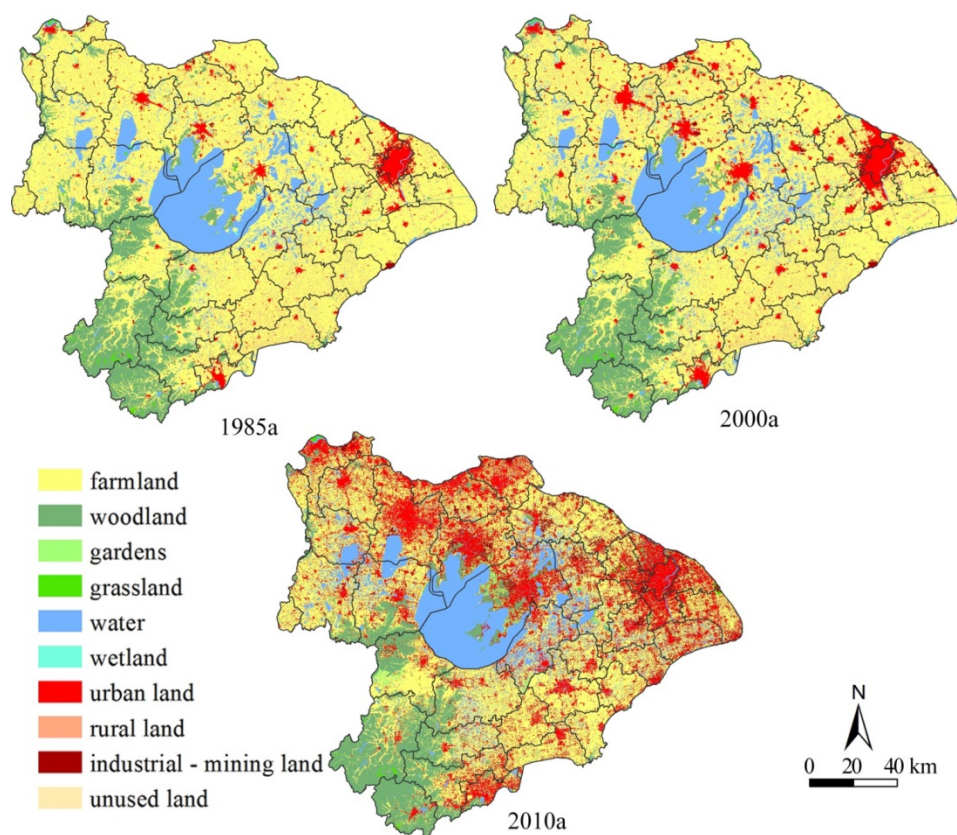 1985a
2000a
farmland
woodland
gardens
grassland
water
wetland
urban land
rural land
industrial - mining land
unused land
2010a
N
0 20 40 km